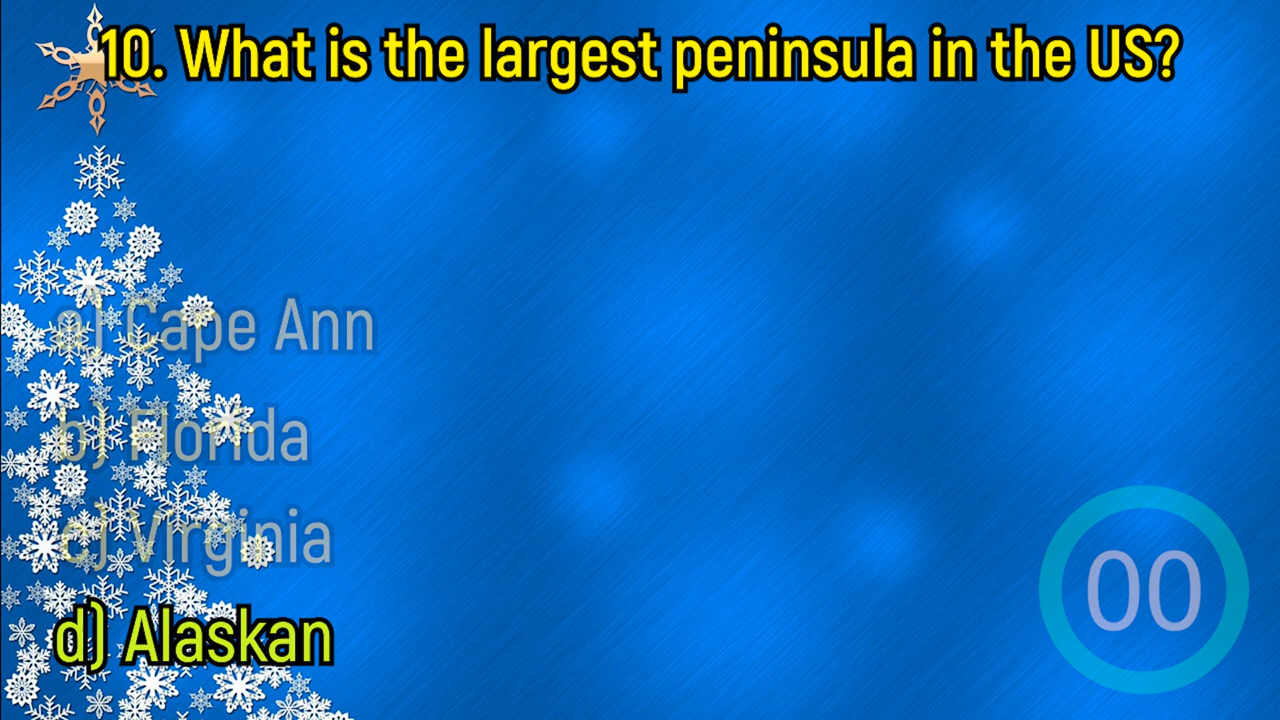 10. What is the largest peninsula in the US?
a) Cape Ann
b) Florida
c) Virginia
d) Alaskan
00